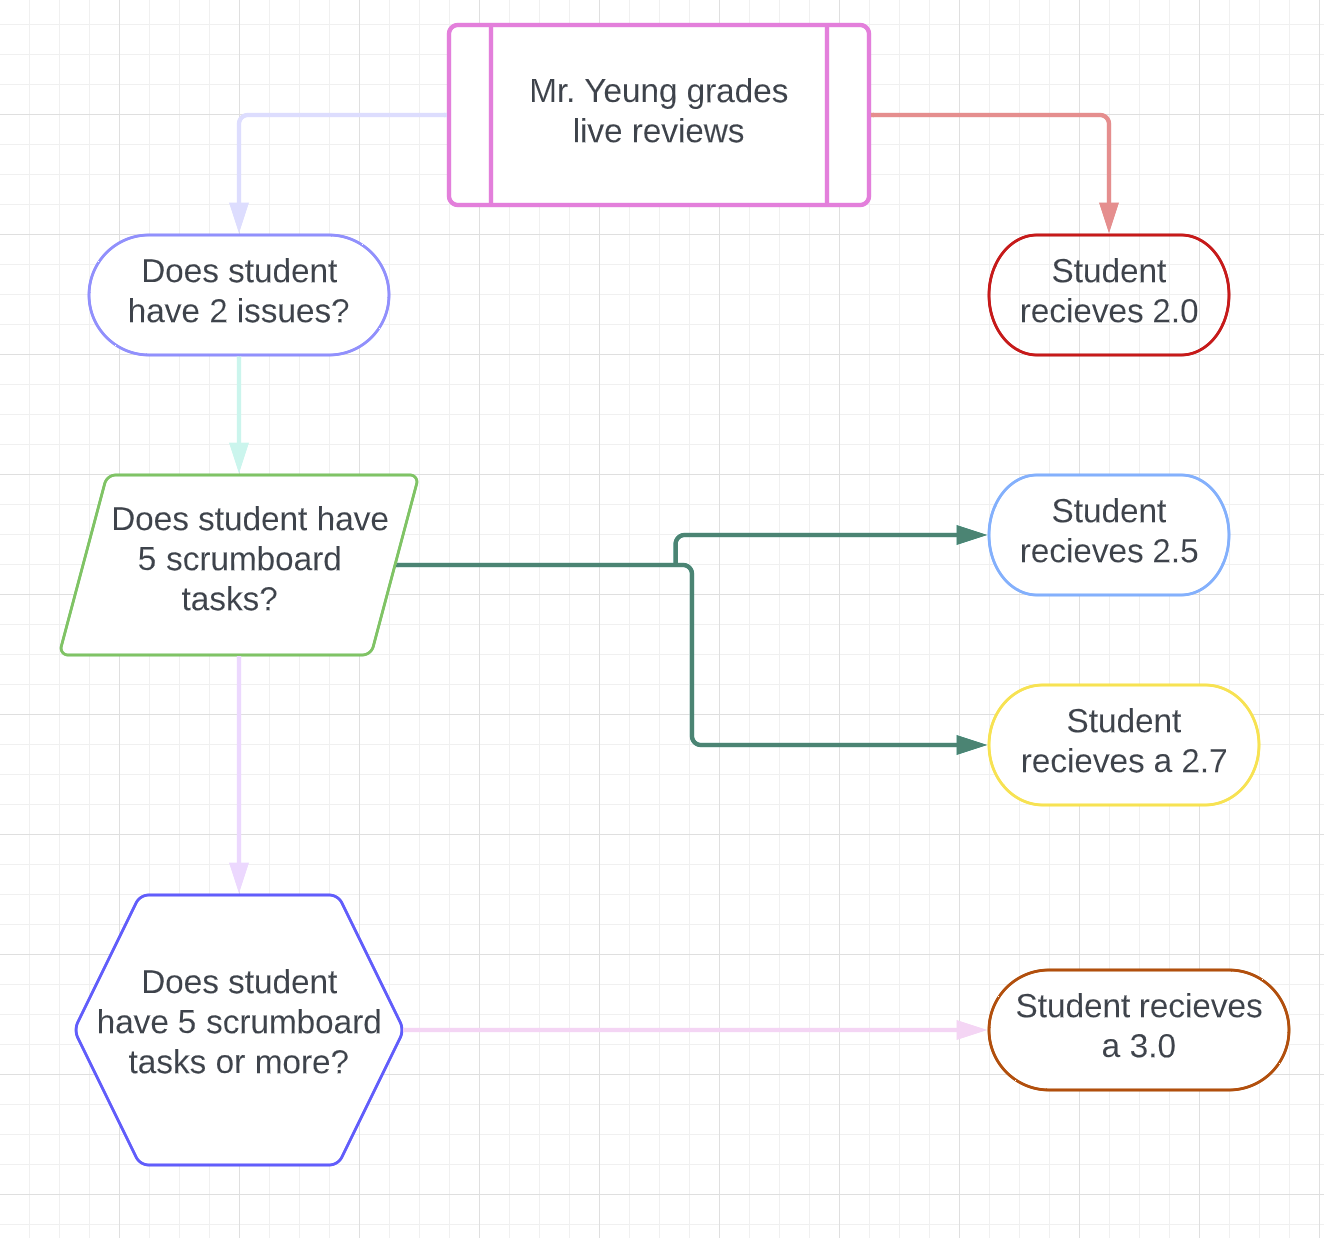 Mr. Yeung grades
live reviews
Does student
have 2 issues?
Student
recieves 2.0
Does student have
5 scrumboard
tasks?
Student
recieves 2.5
Student
recieves a 2.7
Does student
have 5 scrumboard
tasks or more?
Student recieves
a 3.0